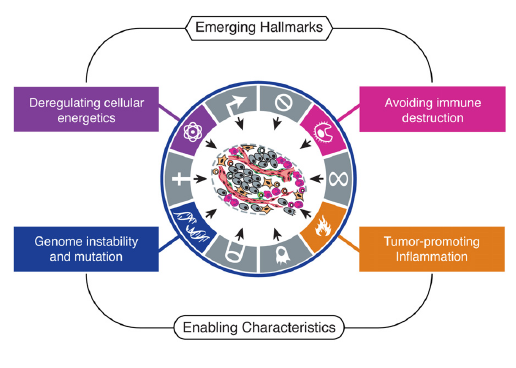 Emerging Hallmarks
Deregulating cellular
energetics
Avoiding immune
destruction
Genome instability
and mutation
Tumor-promoting
Inflammation
Enabling Characteristics